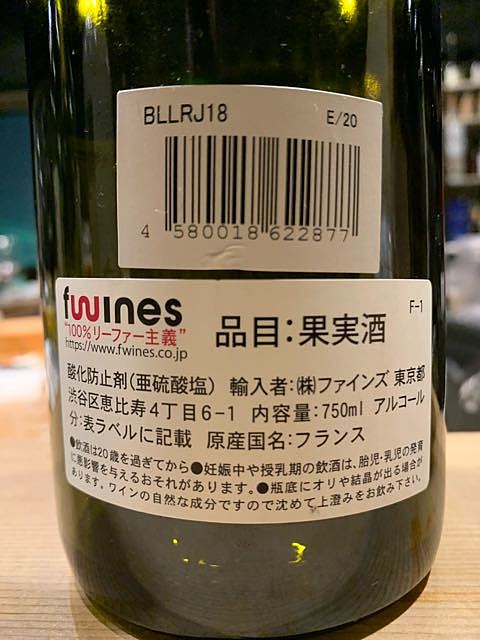 BLLRJ18 E/20
4 580018 622877
fwines F-1
"100%リーファー主義"
https://www.fwines.co.jp
品目:果実酒
酸化防止剤(亜硫酸塩) 輸入者:㈱ファインズ 東京都
渋谷区恵比寿4丁目6-1 内容量:750ml アルコール
分:表ラベルに記載 原産国名:フランス
●飲酒は20歳を過ぎてから●妊娠中や授乳期の飲酒は、胎児・乳児の発育
に悪影響を与えるおそれがあります。●瓶底にオリや結晶が出る場合が
あります。ワインの自然な成分ですので沈めて上澄みをお飲み下さい。